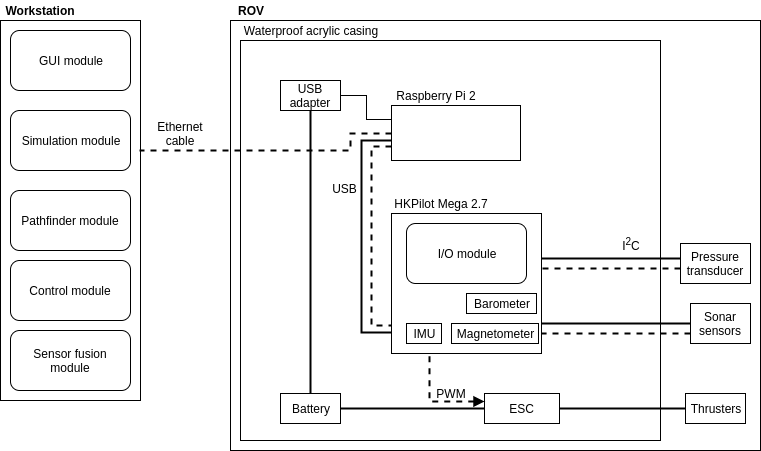 Workstation
GUI module
Simulation module
Pathfinder module
Control module
Sensor fusion
module
Ethernet
cable
ROV
Waterproof acrylic casing
USB
adapter
Raspberry Pi 2
USB
HKPilot Mega 2.7
I/O module
Barometer
IMU
Magnetometer
I²C
Pressure
transducer
Sonar
sensors
PWM
Battery
ESC
Thrusters